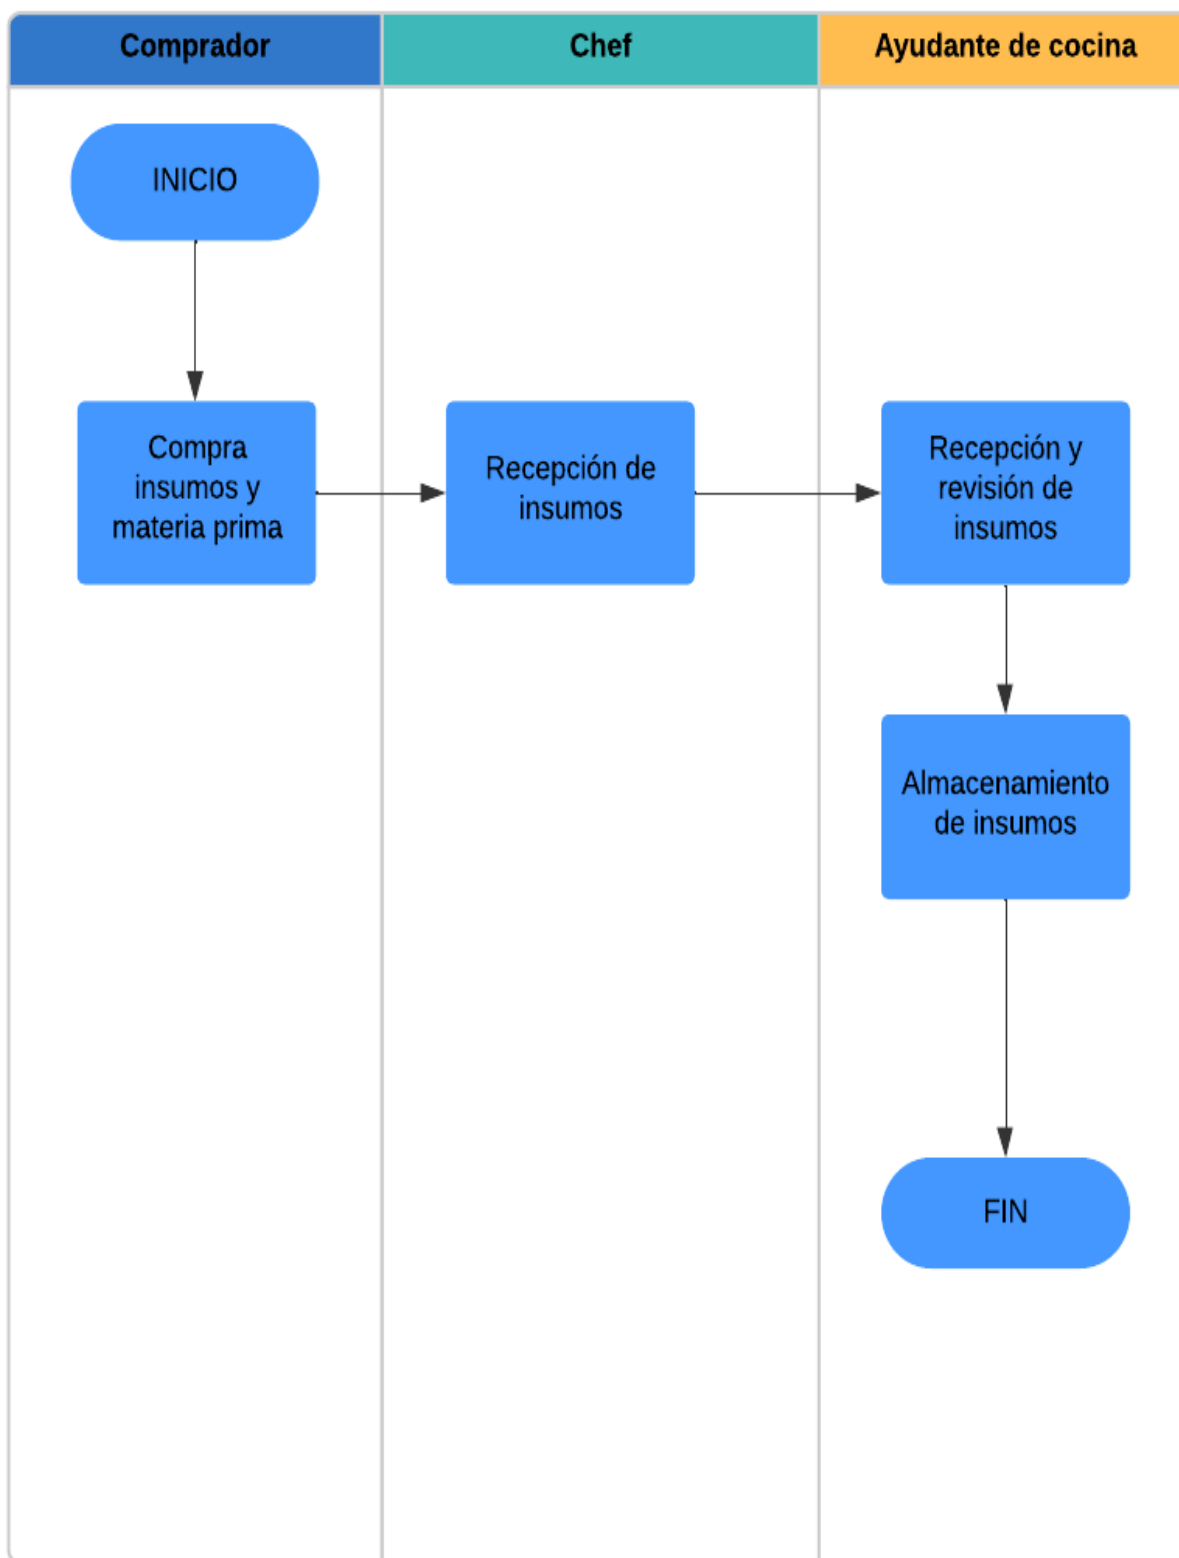 Comprador
Chef
Ayudante de cocina
INICIO
Compra
insumos y
materia prima
Recepción de
insumos
Recepción y
revisión de
insumos
Almacenamiento
de insumos
FIN